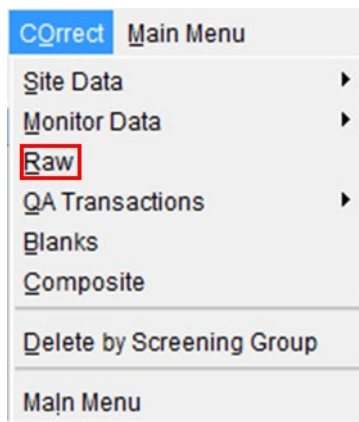 COrrect Main Menu
Site Data
Monitor Data
Raw
QA Transactions
Blanks
Composite
Delete by Screening Group
Main Menu